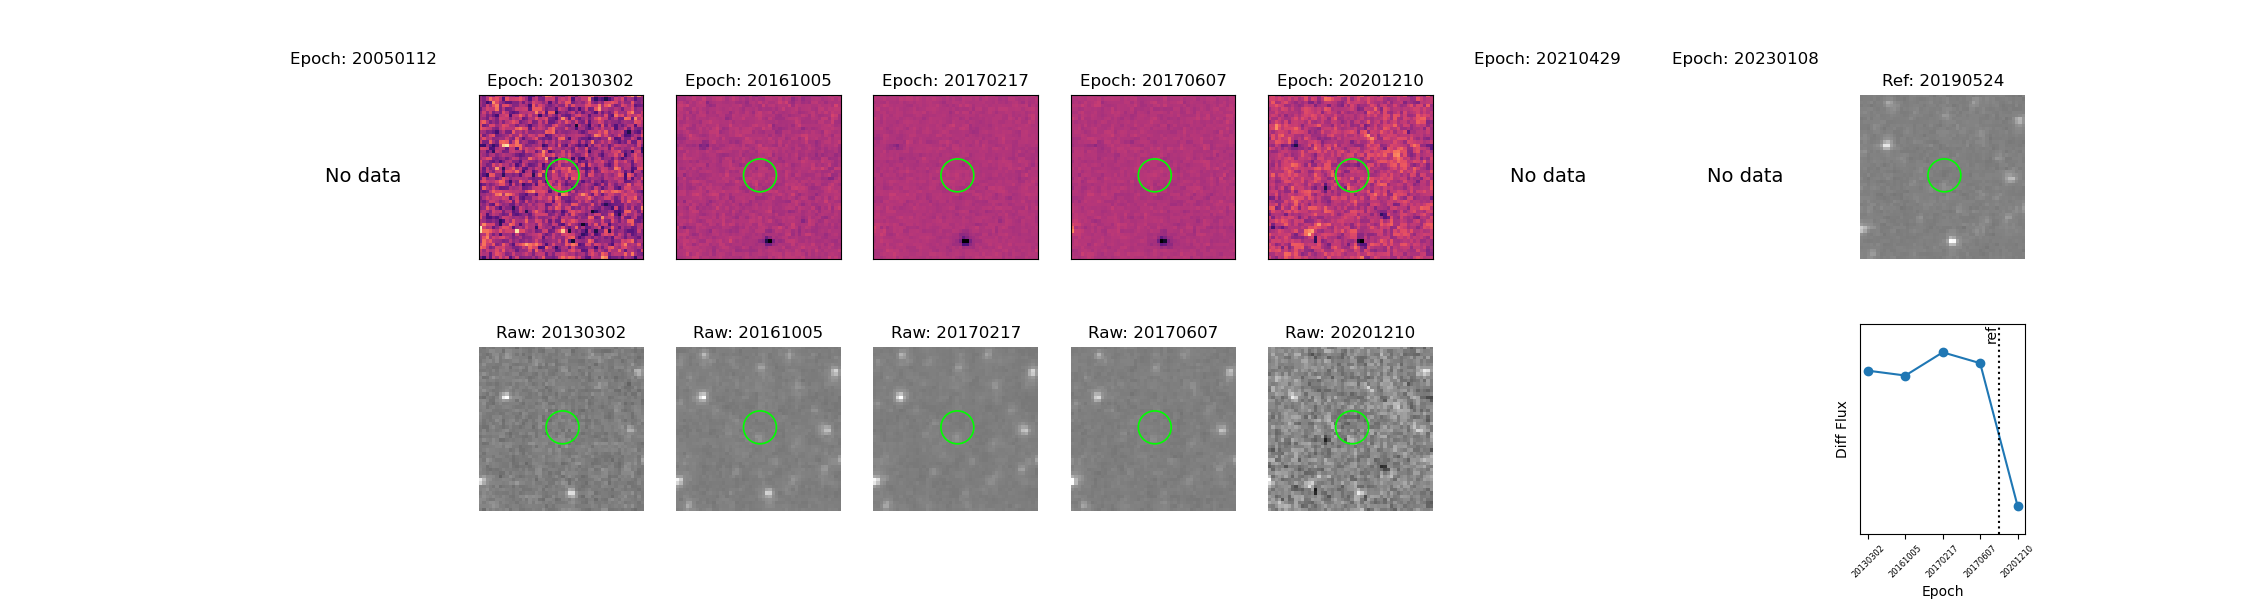 Epoch: 20050112
Epoch: 20130302
Epoch: 20161005
Epoch: 20170217
Epoch: 20170607
Epoch: 20201210
Epoch: 20210429
Epoch: 20230108
Ref: 20190524
No data
No data
No data
Raw: 20130302
Raw: 20161005
Raw: 20170217
Raw: 20170607
Raw: 20201210
ref
Diff Flux
20130302
20161005
20170217
20170607
20201210
Epoch